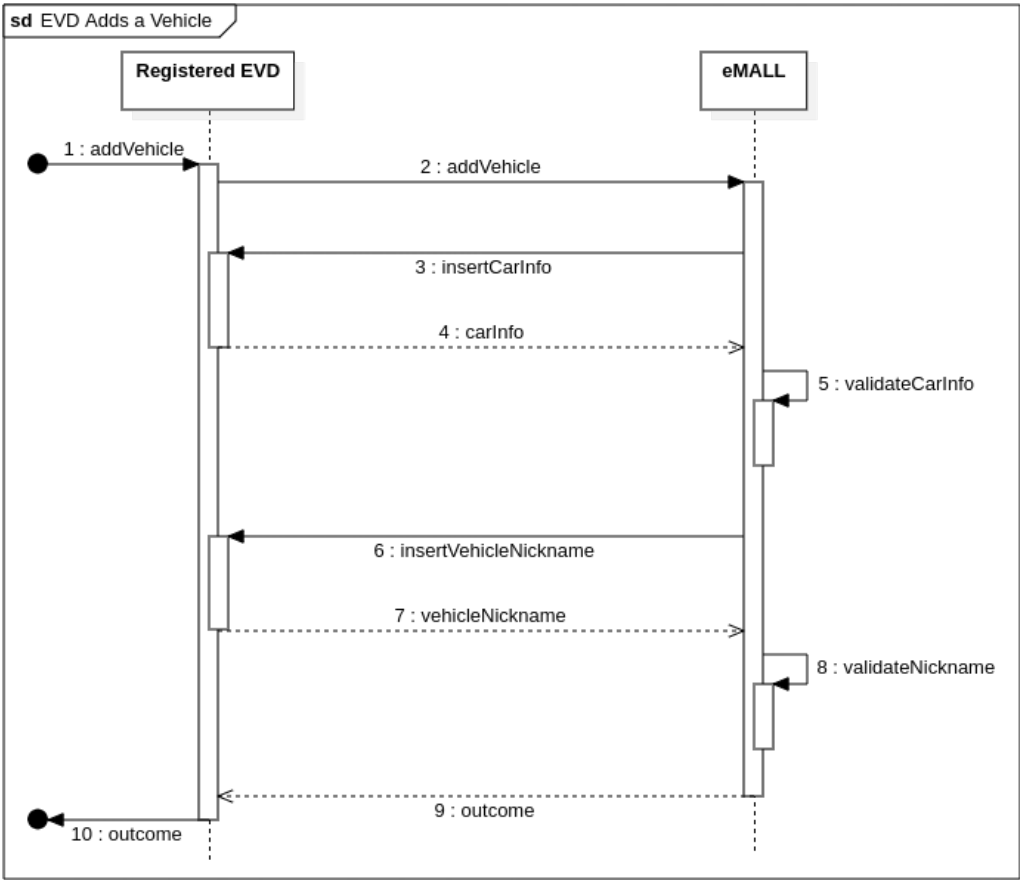 sd EVD Adds a Vehicle
Registered EVD
eMALL
1 : addVehicle
2 : addVehicle
3 : insertCarInfo
4 : carInfo
5 : validateCarInfo
6 : insertVehicleNickname
7 : vehicleNickname
8 : validateNickname
9 : outcome
10 : outcome